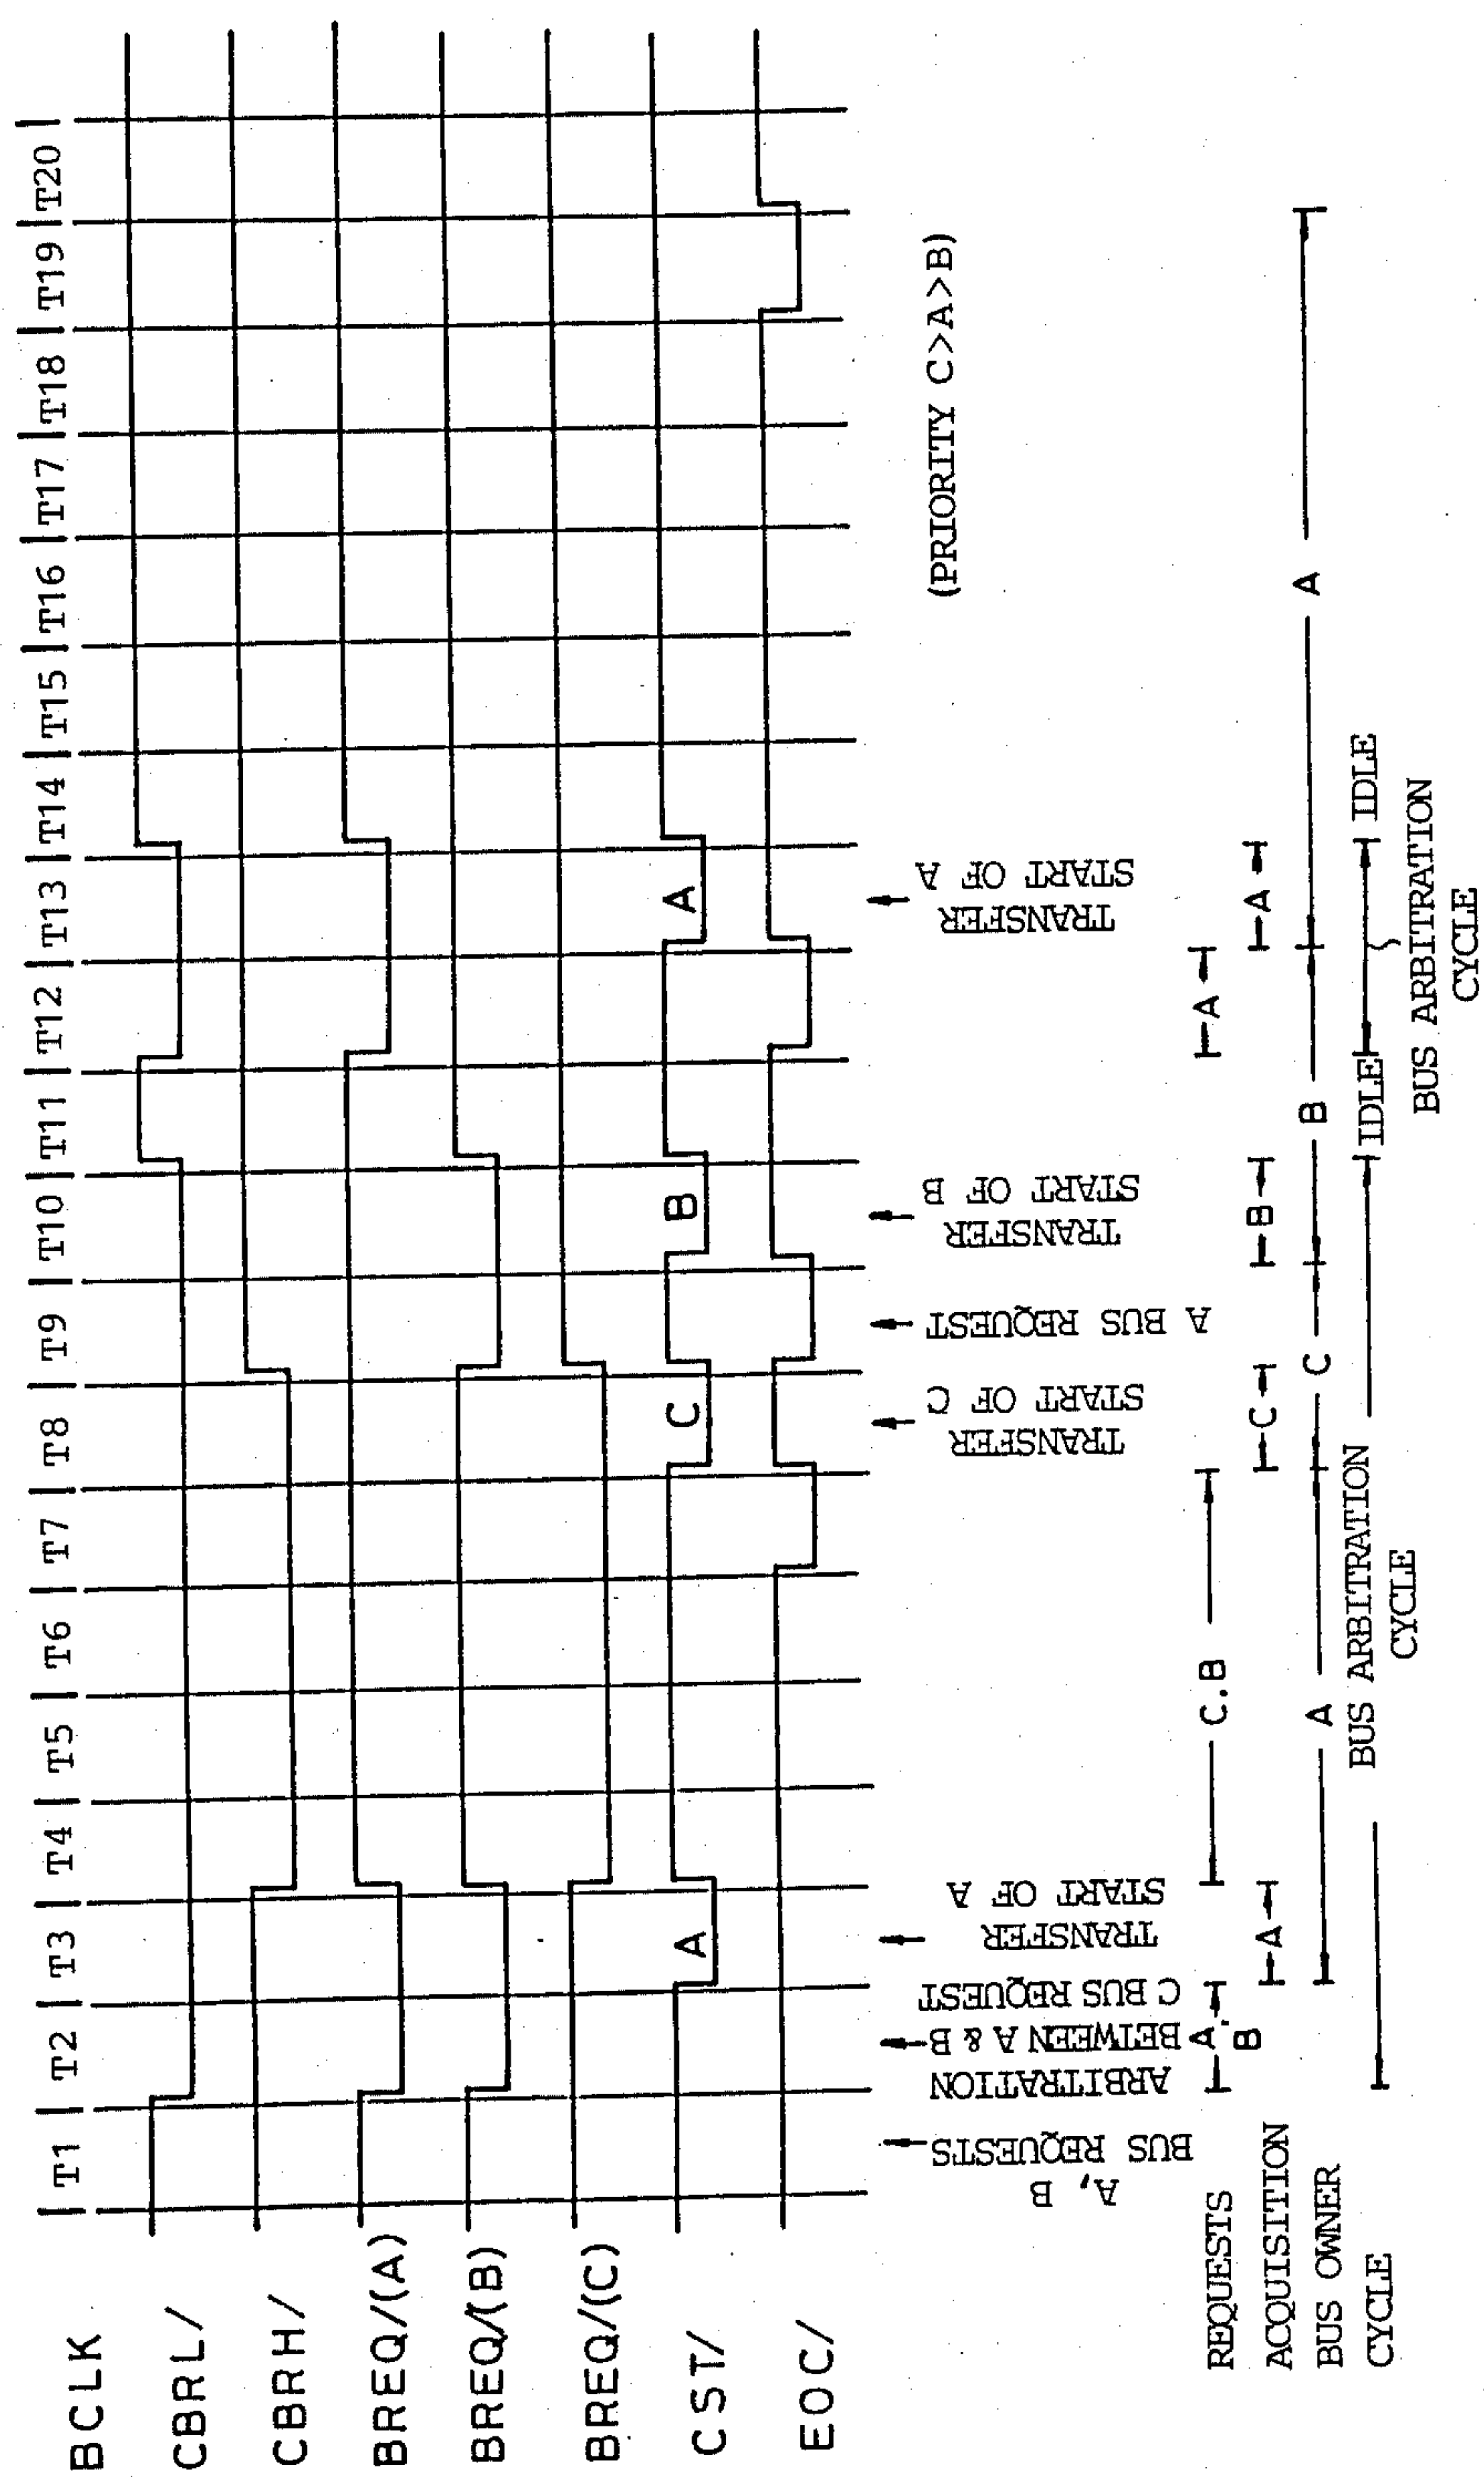 BCLK |T1 |T2 |T3 |T4 |T5 |T6 |T7 |T8 |T9 |T10|T11|T12|T13|T14|T15|T16|T17|T18|T19|T20|
CBRL/
CBRH/
BREQ/(A)
BREQ/(B)
BREQ/(C)
CST/ A C B A
EOC/
A, B
BUS REQUESTS
ARBITRATION
BETWEEN A & B
C BUS REQUEST
TRANSFER
START OF A
TRANSFER
START OF C
A BUS REQUEST
TRANSFER
START OF B
TRANSFER
START OF A
(PRIORITY C>A>B)
REQUESTS A. C.B A
B
ACQUISITION A C B A
BUS OWNER A C B A
CYCLE BUS ARBITRATION IDLE IDLE
CYCLE
BUS ARBITRATION
CYCLE